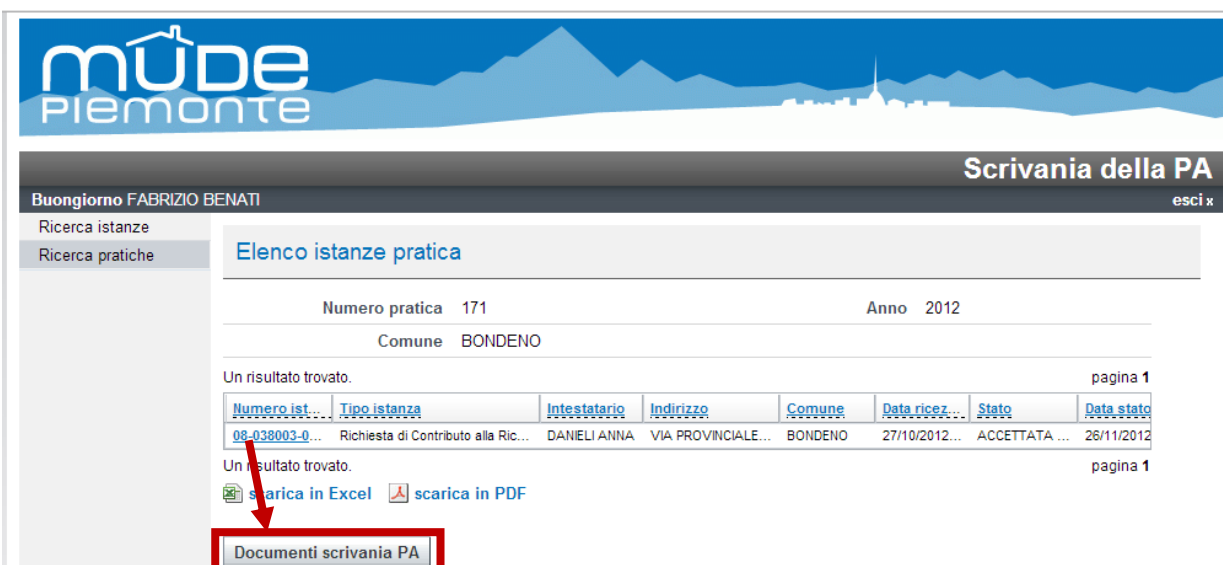 mUDe
PIEMONTE
Scrivania della PA
Buongiorno FABRIZIO BENATI esci x
Ricerca istanze
Ricerca pratiche
Elenco istanze pratica
Numero pratica 171 Anno 2012
Comune BONDENO
Un risultato trovato. pagina 1
Numero ist... Tipo istanza Intestatario Indirizzo Comune Data ricez... Stato Data stato
08-038003-0... Richiesta di Contributo alla Ric... DANIELI ANNA VIA PROVINCIALE... BONDENO 27/10/2012... ACCETTATA ... 26/11/2012
Un risultato trovato. pagina 1
scarica in Excel scarica in PDF
Documenti scrivania PA